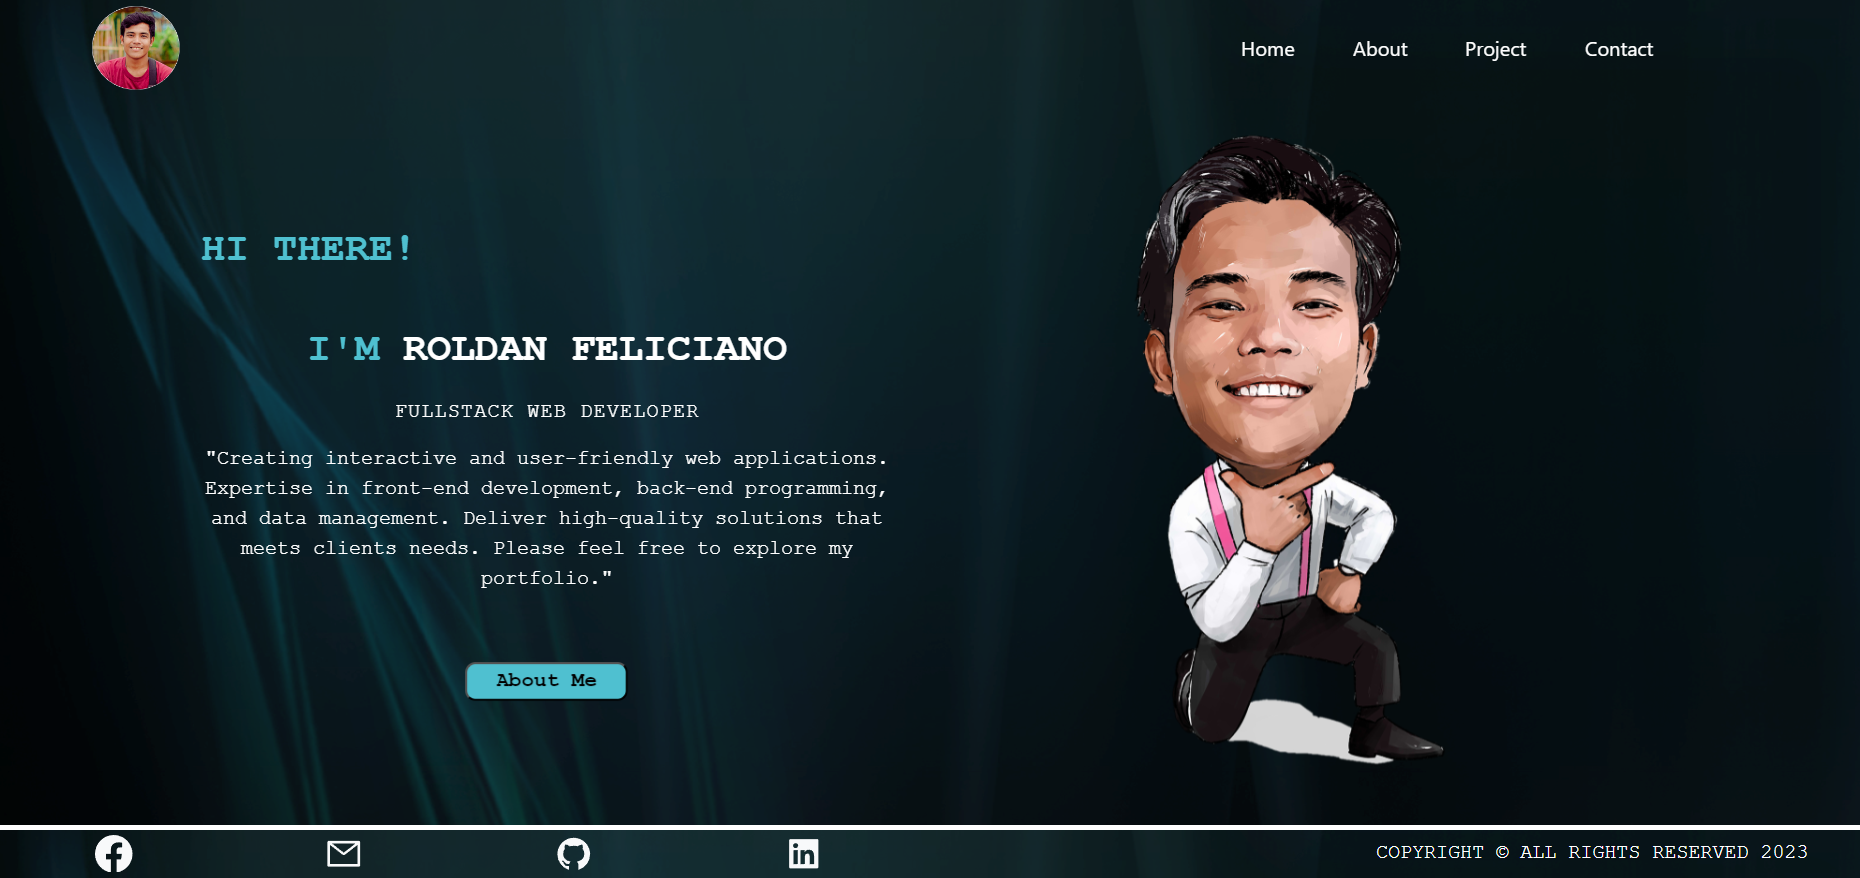 Home About Project Contact
HI THERE!
I'M ROLDAN FELICIANO
FULLSTACK WEB DEVELOPER
"Creating interactive and user-friendly web applications.
Expertise in front-end development, back-end programming,
and data management. Deliver high-quality solutions that
meets clients needs. Please feel free to explore my
portfolio."
About Me
in
COPYRIGHT © ALL RIGHTS RESERVED 2023